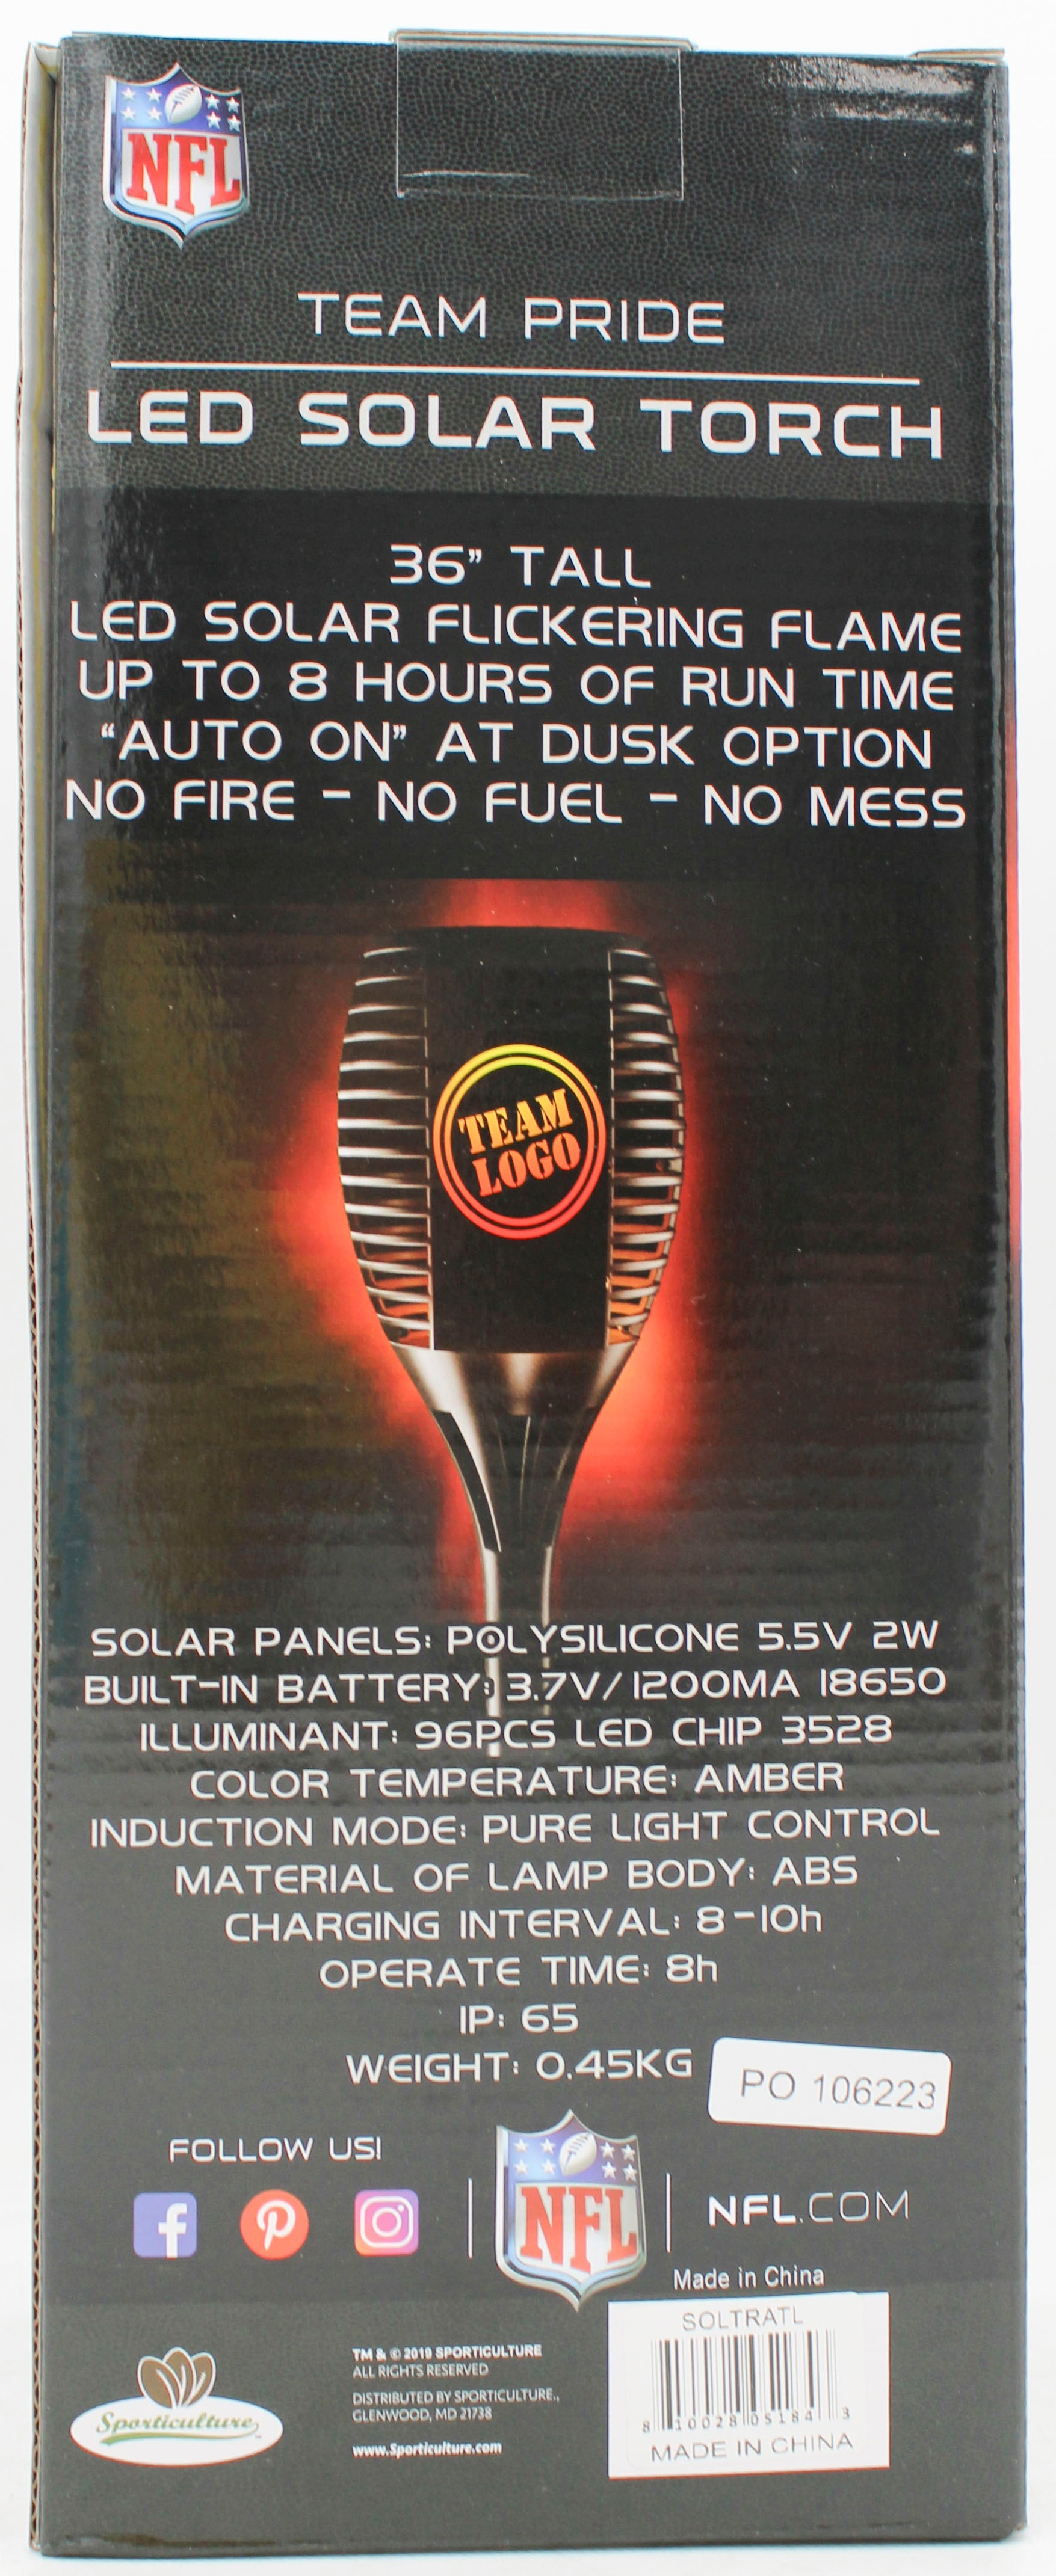 NFL
TEAM PRIDE
LED SOLAR TORCH
36” TALL
LED SOLAR FLICKERING FLAME
UP TO 8 HOURS OF RUN TIME
“AUTO ON” AT DUSK OPTION
NO FIRE - NO FUEL - NO MESS
TEAM
LOGO
SOLAR PANELS: POLYSILICONE 5.5V 2W
BUILT-IN BATTERY: 3.7V/1200MA 18650
ILLUMINANT: 96PCS LED CHIP 3528
COLOR TEMPERATURE: AMBER
INDUCTION MODE: PURE LIGHT CONTROL
MATERIAL OF LAMP BODY: ABS
CHARGING INTERVAL: 8-10h
OPERATE TIME: 8h
IP: 65
WEIGHT: 0.45KG
PO 106223
FOLLOW US!
NFL
NFL.COM
Made in China
SOLTRATL
8 10028 05184 3
MADE IN CHINA
Sporticulture
TM & © 2019 SPORTICULTURE
ALL RIGHTS RESERVED
DISTRIBUTED BY SPORTICULTURE.,
GLENWOOD, MD 21738
www.Sporticulture.com